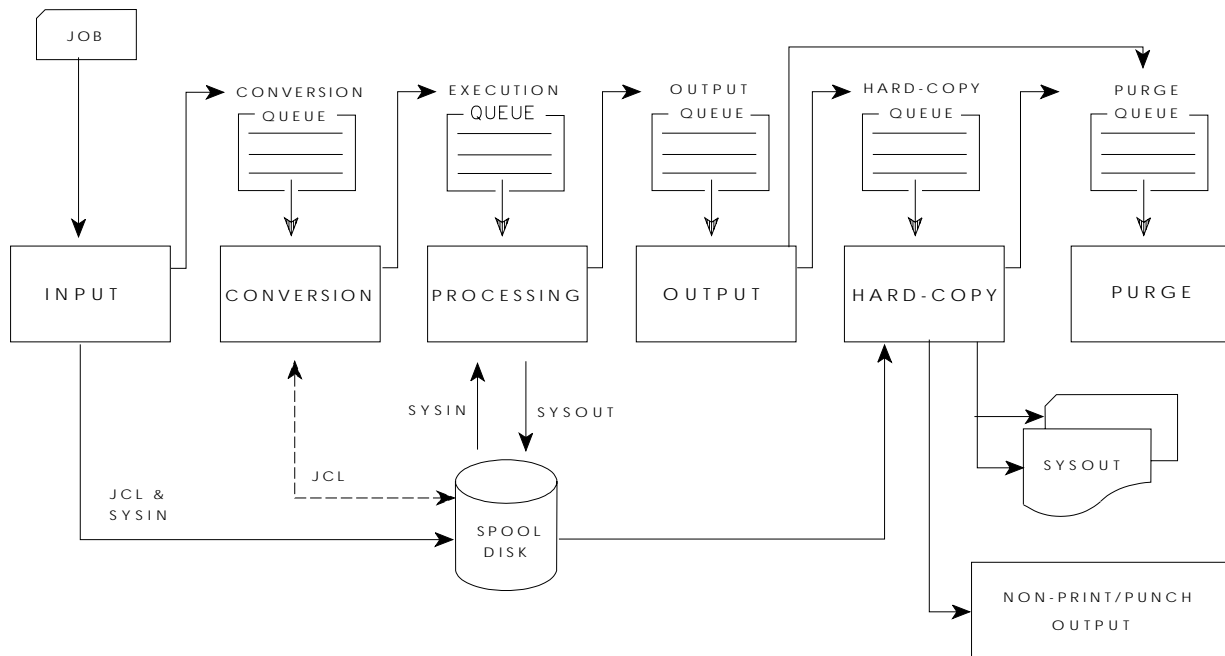 JOB
CONVERSION
QUEUE
EXECUTION
QUEUE
OUTPUT
QUEUE
HARD-COPY
QUEUE
PURGE
QUEUE
INPUT
CONVERSION
PROCESSING
OUTPUT
HARD-COPY
PURGE
SYSIN
SYSOUT
JCL
JCL &
SYSIN
SPOOL
DISK
SYSOUT
NON-PRINT/PUNCH
OUTPUT